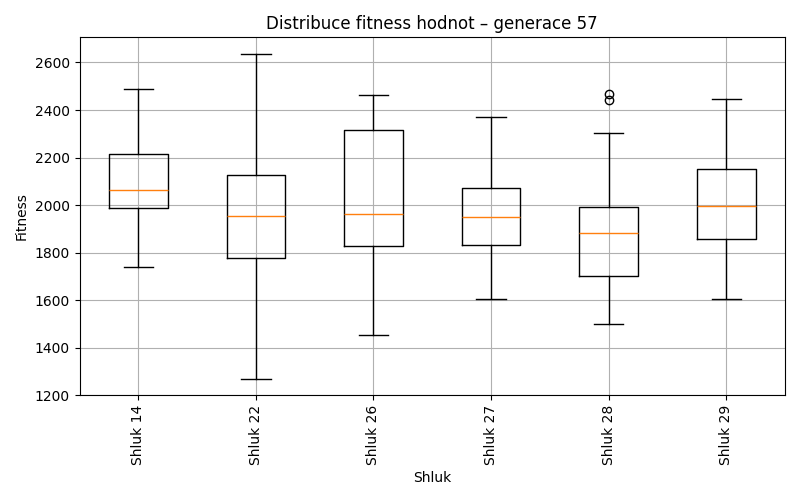 Distribuce fitness hodnot – generace 57
Fitness
2600
2400
2200
2000
1800
1600
1400
1200
Shluk 14
Shluk 22
Shluk 26
Shluk 27
Shluk 28
Shluk 29
Shluk